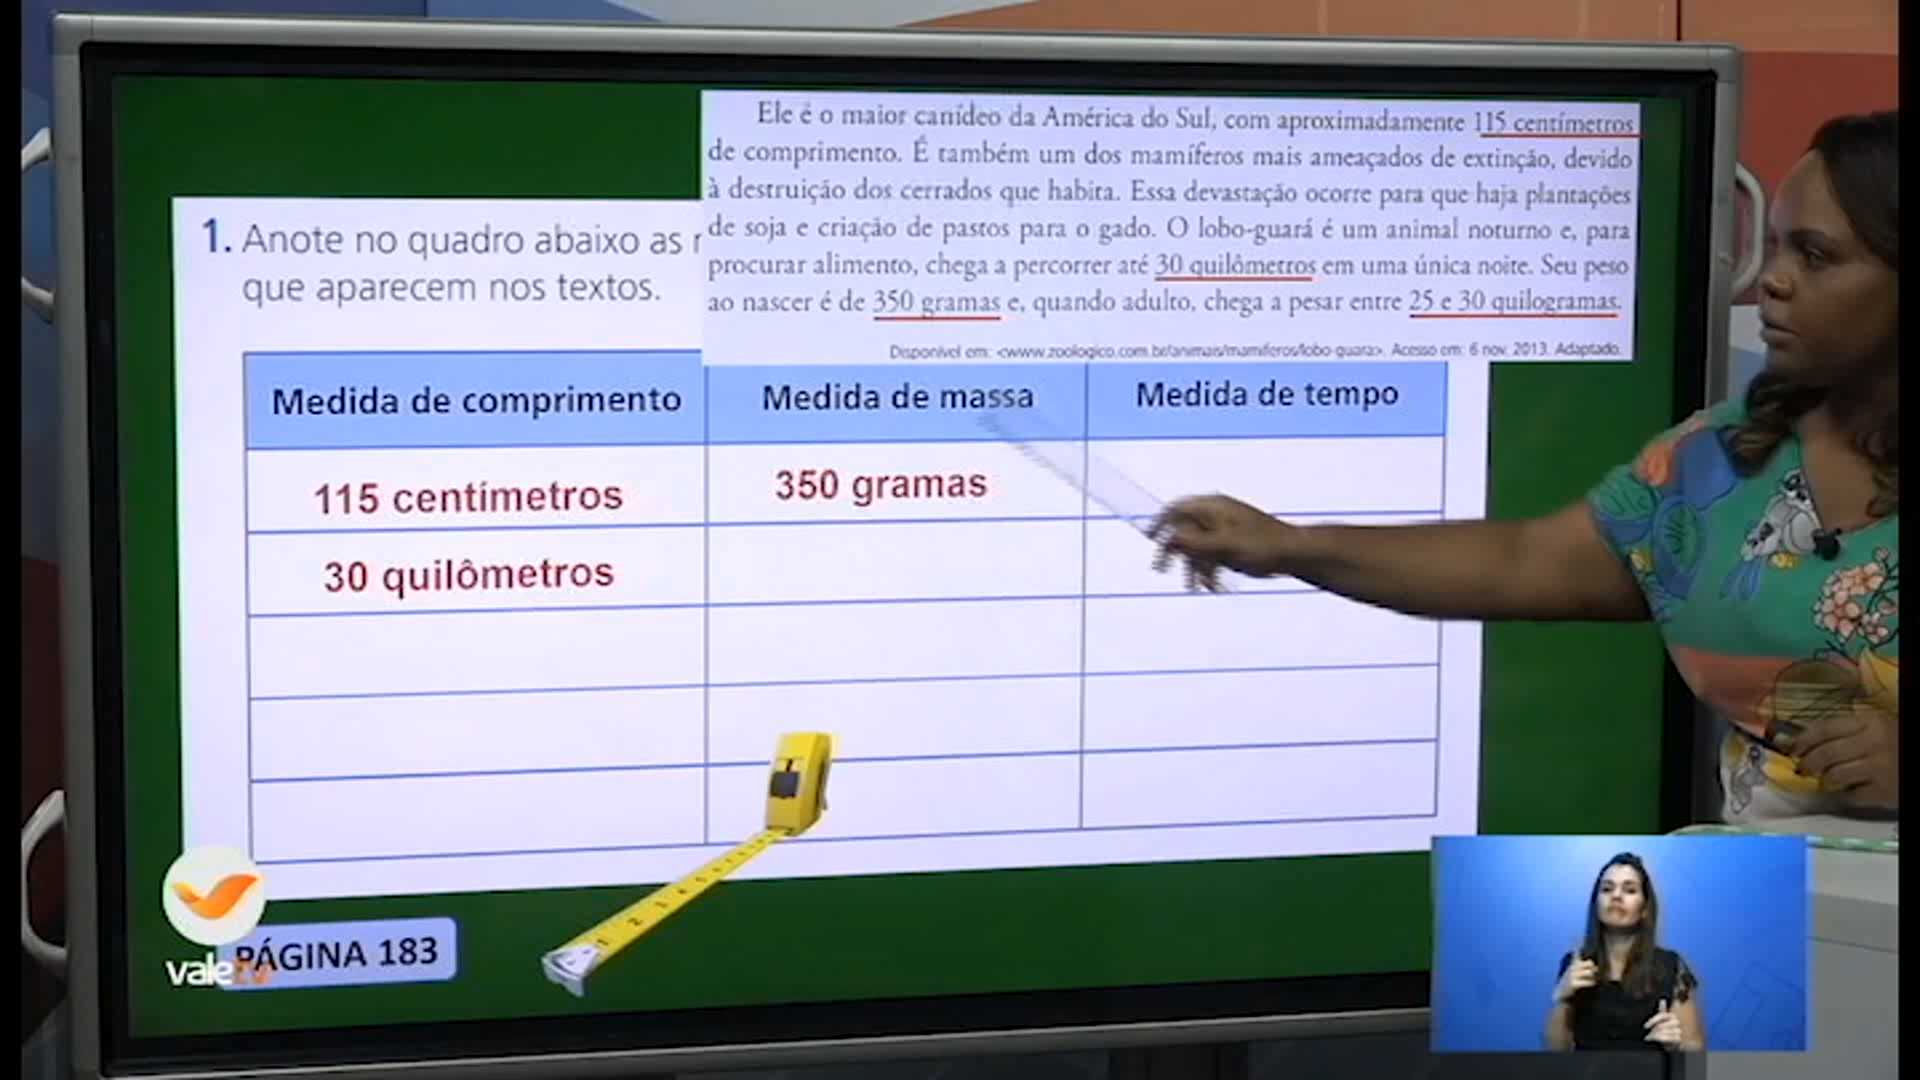 Ele é o maior canídeo da América do Sul, com aproximadamente 115 centímetros
de comprimento. É também um dos mamíferos mais ameaçados de extinção, devido
à destruição dos cerrados que habita. Essa devastação ocorre para que haja plantações
de soja e criação de pastos para o gado. O lobo-guará é um animal noturno e, para
procurar alimento, chega a percorrer até 30 quilômetros em uma única noite. Seu peso
ao nascer é de 350 gramas e, quando adulto, chega a pesar entre 25 e 30 quilogramas.
Disponível em: <www.zoologico.com.br/animais/mamiferos/lobo-guara>. Acesso em: 6 nov. 2013. Adaptado.
1. Anote no quadro abaixo as
que aparecem nos textos.
Medida de comprimento Medida de massa Medida de tempo
115 centímetros 350 gramas
30 quilômetros
1 2 3 4 5
PÁGINA 183
valetv